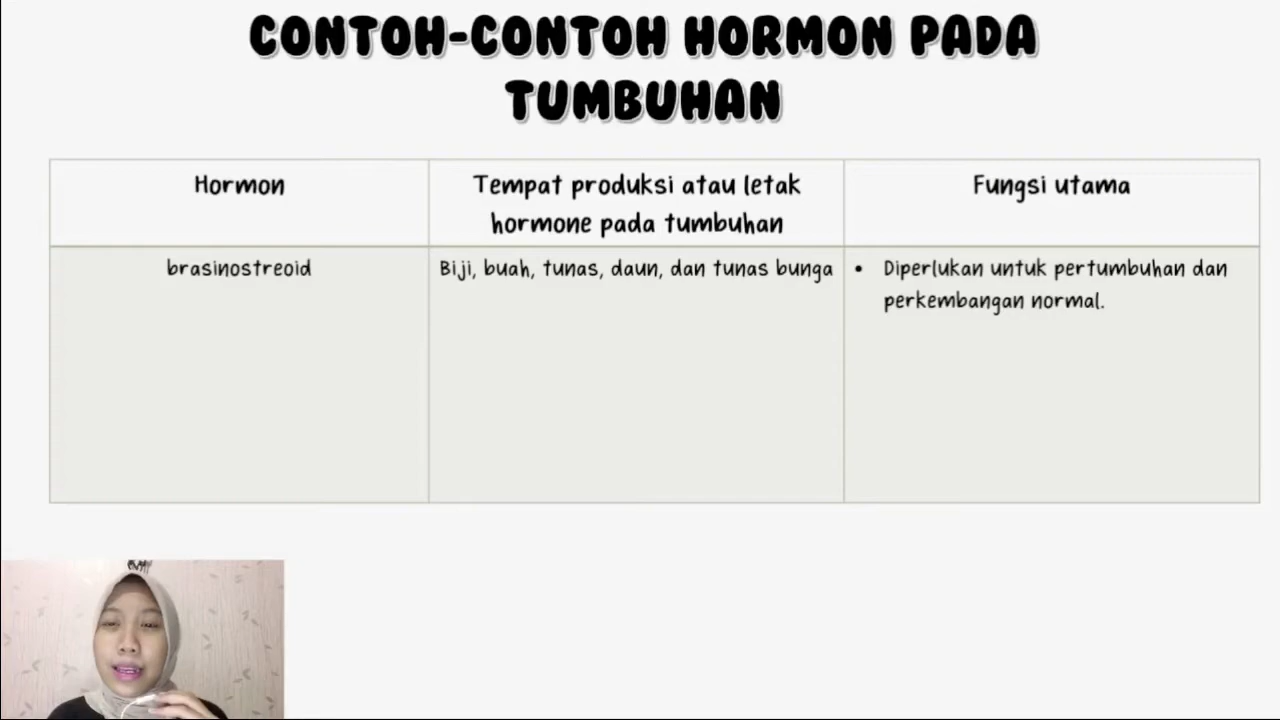 CONTOH-CONTOH HORMON PADA
TUMBUHAN
Hormon
Tempat produksi atau letak
hormone pada tumbuhan
Fungsi utama
brasinostreoid
Biji, buah, tunas, daun, dan tunas bunga
• Diperlukan untuk pertumbuhan dan
perkembangan normal.